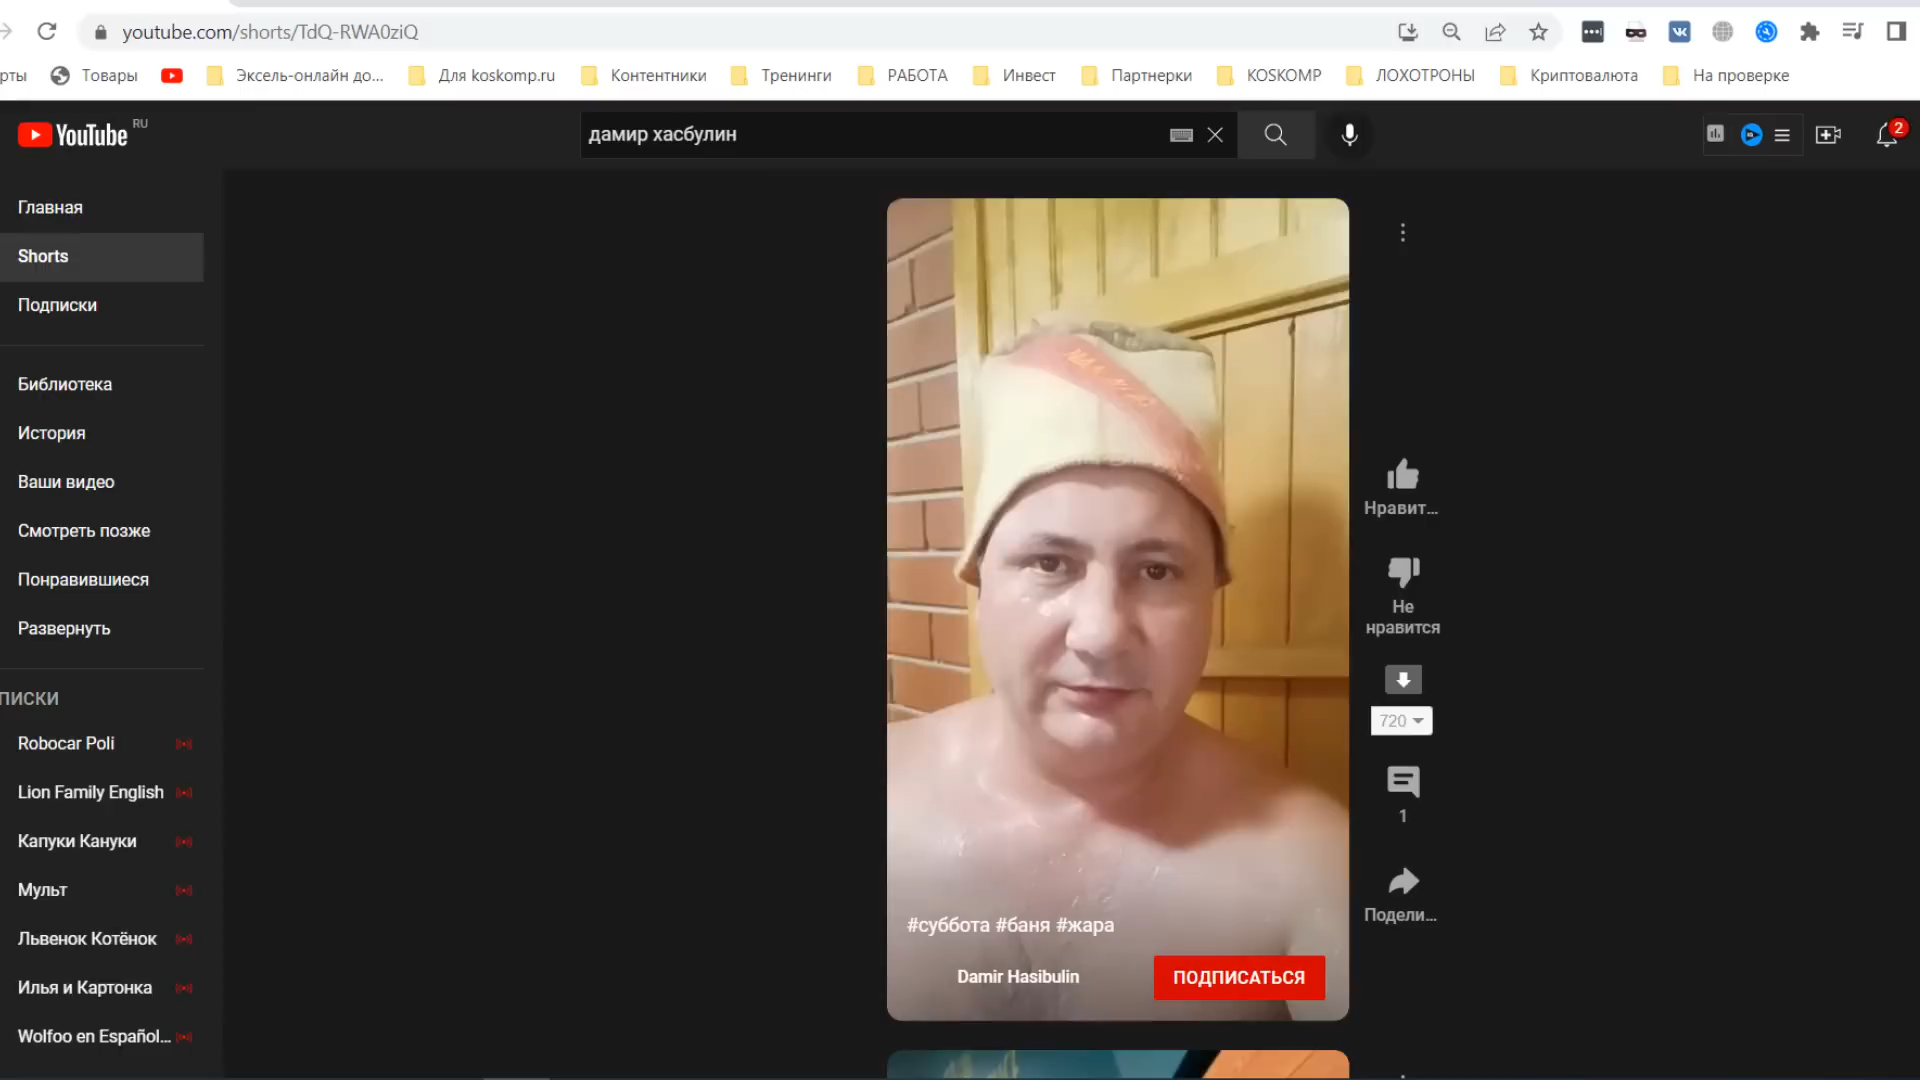 youtube.com/shorts/TdQ-RWA0ziQ
рты
Товары
Эксель-онлайн до...
Для koskomp.ru
Контентники
Тренинги
РАБОТА
Инвест
Партнерки
KOSKOMP
ЛОХОТРОНЫ
Криптовалюта
На проверке
YouTube RU
дамир хасбулин
2
Главная
Shorts
Подписки
Библиотека
История
Ваши видео
Смотреть позже
Понравившиеся
Развернуть
ПИСКИ
Robocar Poli
Lion Family English
Капуки Кануки
Мульт
Львенок Котёнок
Илья и Картонка
Wolfoo en Español...
#суббота #баня #жара
Damir Hasibulin
ПОДПИСАТЬСЯ
Нравит...
Не
нравится
720
1
Подели...